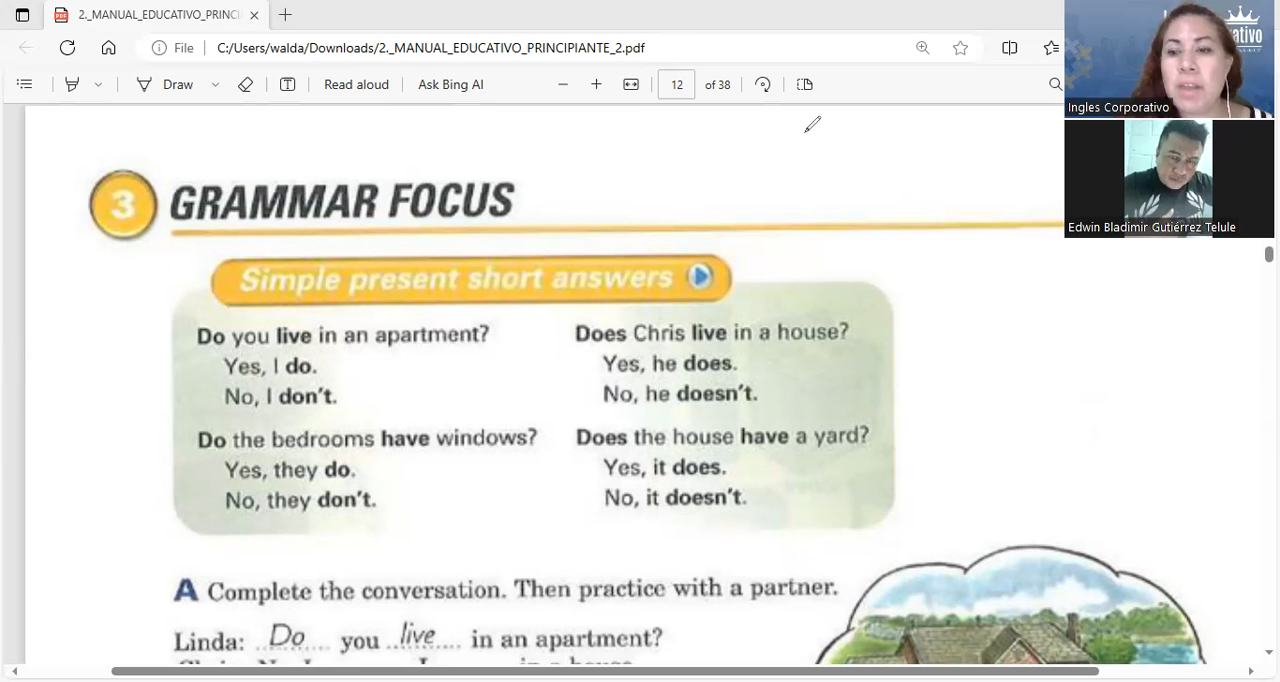 2._MANUAL_EDUCATIVO_PRINCI
File
C:/Users/walda/Downloads/2._MANUAL_EDUCATIVO_PRINCIPIANTE_2.pdf
Draw
Read aloud
Ask Bing AI
12
of 38
Ingles Corporativo
Edwin Bladimir Gutiérrez Telule
3 GRAMMAR FOCUS
Simple present short answers
Do you live in an apartment?
Yes, I do.
No, I don't.
Do the bedrooms have windows?
Yes, they do.
No, they don't.
Does Chris live in a house?
Yes, he does.
No, he doesn't.
Does the house have a yard?
Yes, it does.
No, it doesn't.
A Complete the conversation. Then practice with a partner.
Linda: Do you live in an apartment?